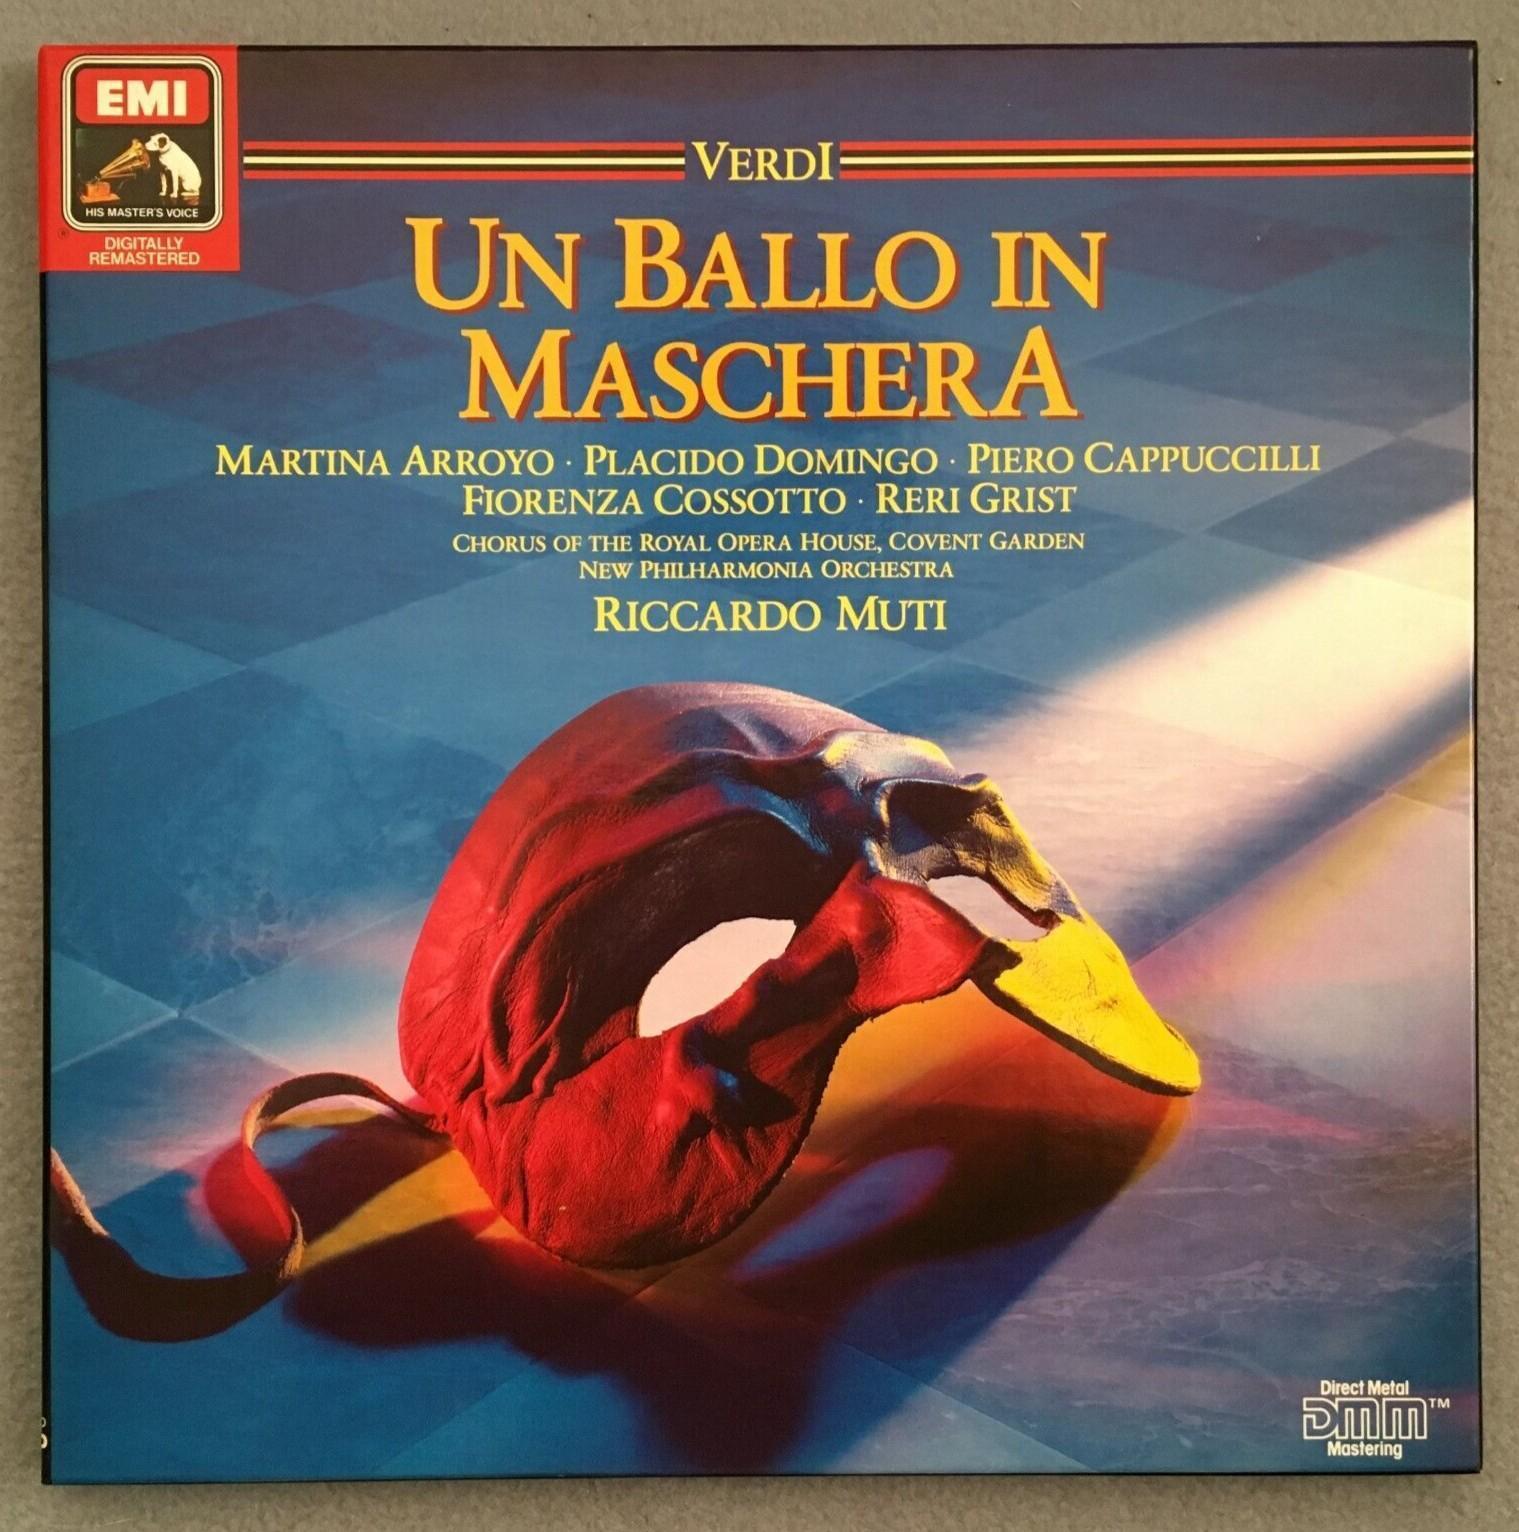 EMI
HIS MASTER'S VOICE
®
DIGITALLY
REMASTERED
VERDI
UN BALLO IN
MASCHERA
MARTINA ARROYO · PLACIDO DOMINGO · PIERO CAPPUCCILLI
FIORENZA COSSOTTO · RERI GRIST
CHORUS OF THE ROYAL OPERA HOUSE, COVENT GARDEN
NEW PHILHARMONIA ORCHESTRA
RICCARDO MUTI
Direct Metal
DMM™
Mastering